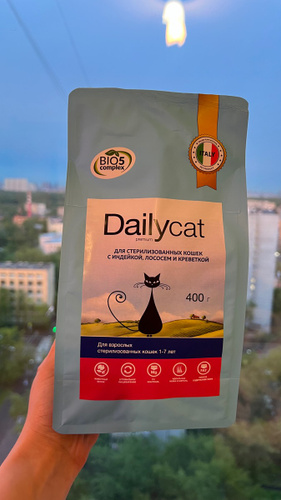 BIO5
complex
ITALY
Dailycat
premium
ДЛЯ СТЕРИЛИЗОВАННЫХ КОШЕК
С ИНДЕЙКОЙ, ЛОСОСЕМ И КРЕВЕТКОЙ
400 г
Для взрослых
стерилизованных кошек 1-7 лет